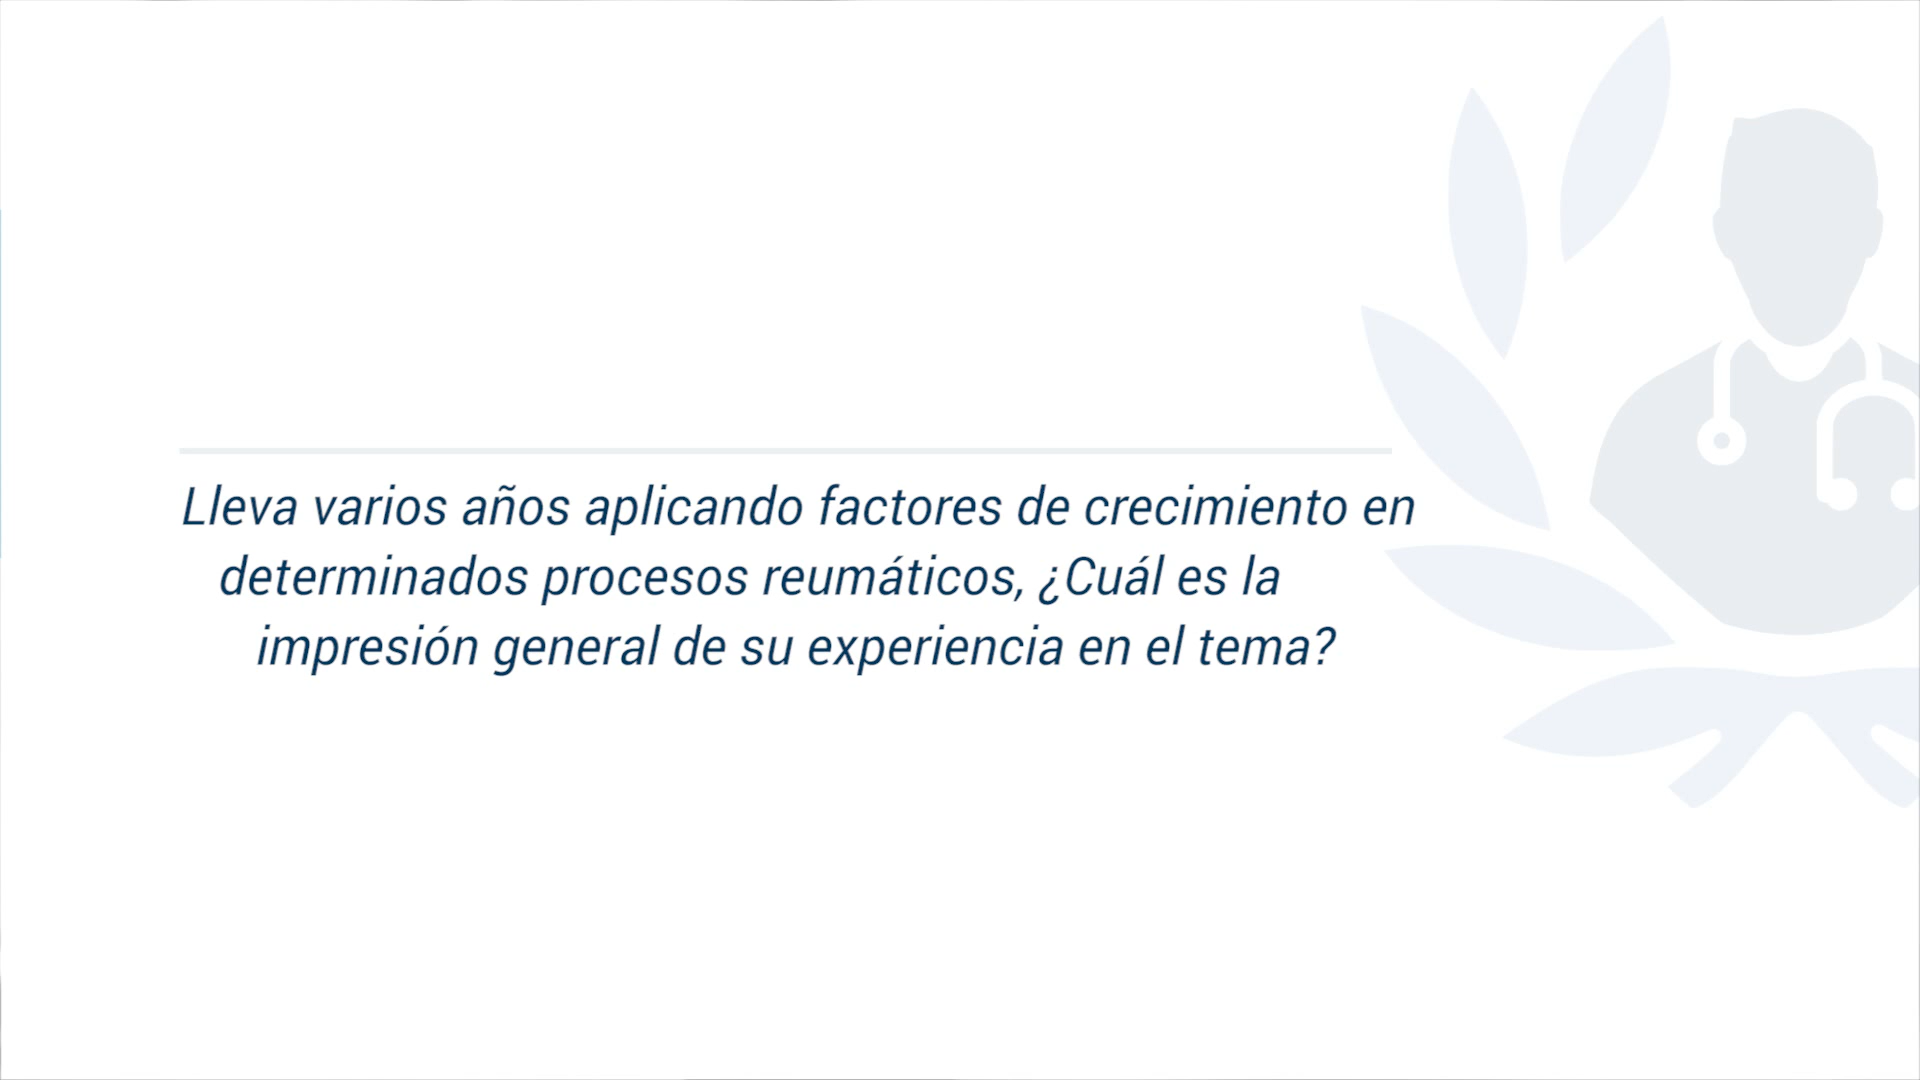 Lleva varios años aplicando factores de crecimiento en
determinados procesos reumáticos, ¿Cuál es la
impresión general de su experiencia en el tema?